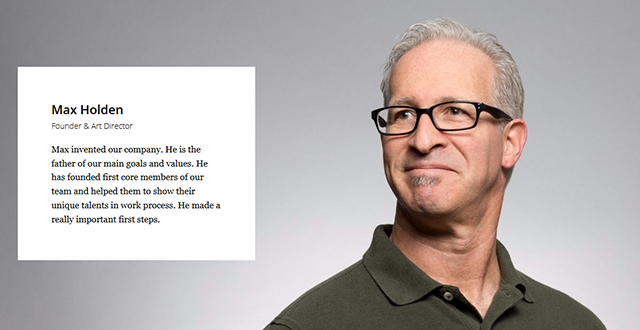 Max Holden
Founder & Art Director
Max invented our company. He is the
father of our main goals and values. He
has founded first core members of our
team and helped them to show their
unique talents in work process. He made a
really important first steps.